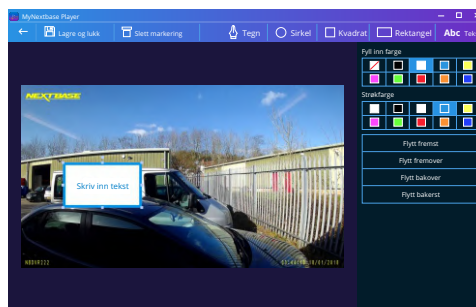 MyNextbase Player
Lagre og lukk
Slett markering
Tegn
Sirkel
Kvadrat
Rektangel
Abc
Fyll inn farge
Strøkfarge
NEXTBASE
Skriv inn tekst
Flytt fremst
Flytt fremover
Flytt bakover
Flytt bakerst